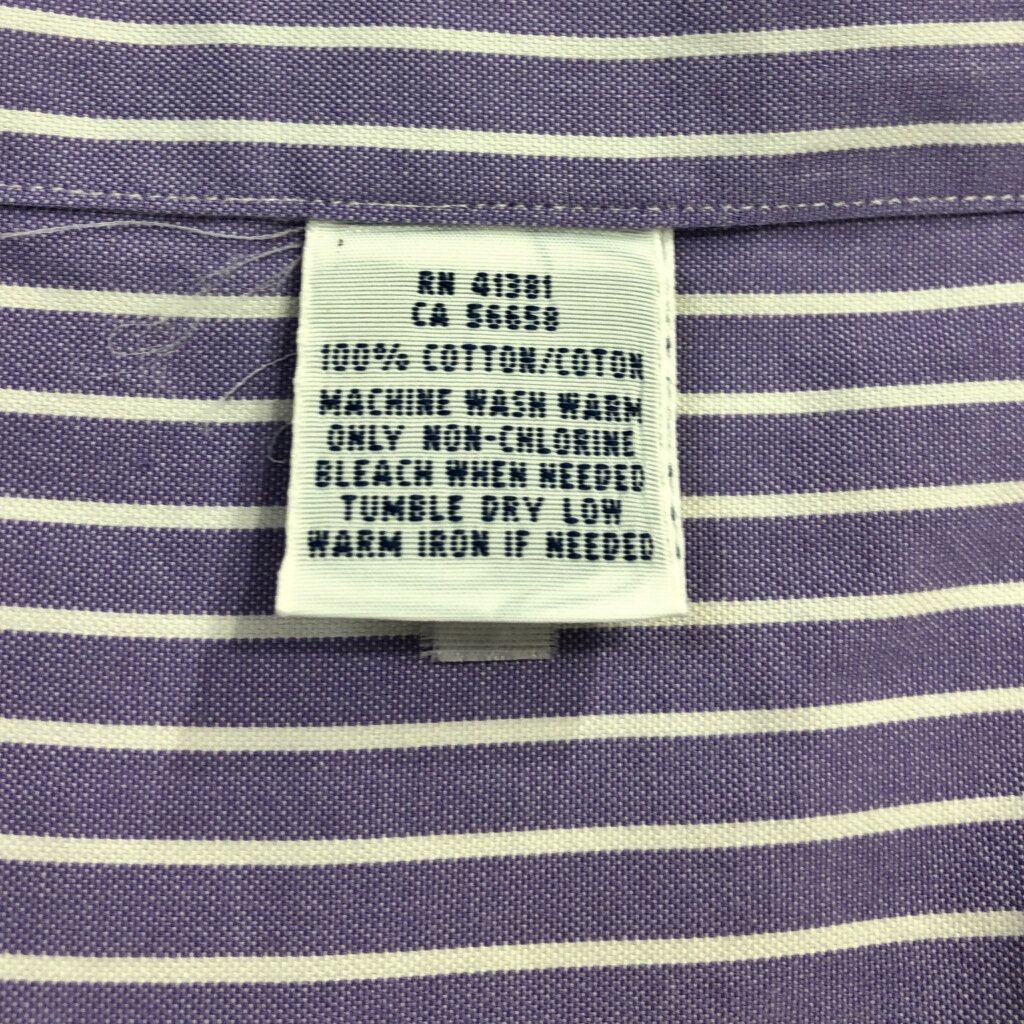 RN 41381
CA 56658
100% COTTON/COTON
MACHINE WASH WARM
ONLY NON-CHLORINE
BLEACH WHEN NEEDED
TUMBLE DRY LOW
WARM IRON IF NEEDED